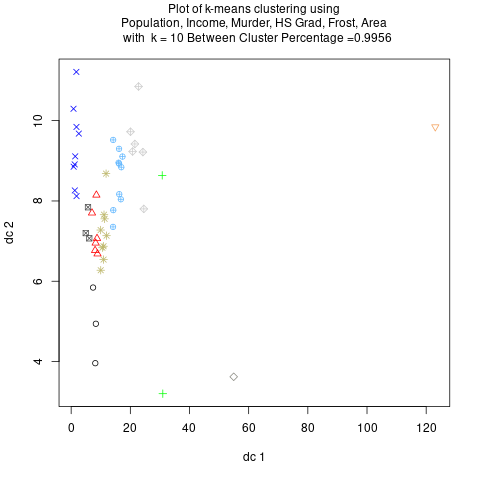 Plot of k-means clustering using
Population, Income, Murder, HS Grad, Frost, Area
with k = 10 Between Cluster Percentage =0.9956
10
8
6
4
dc 2
0 20 40 60 80 100 120
dc 1